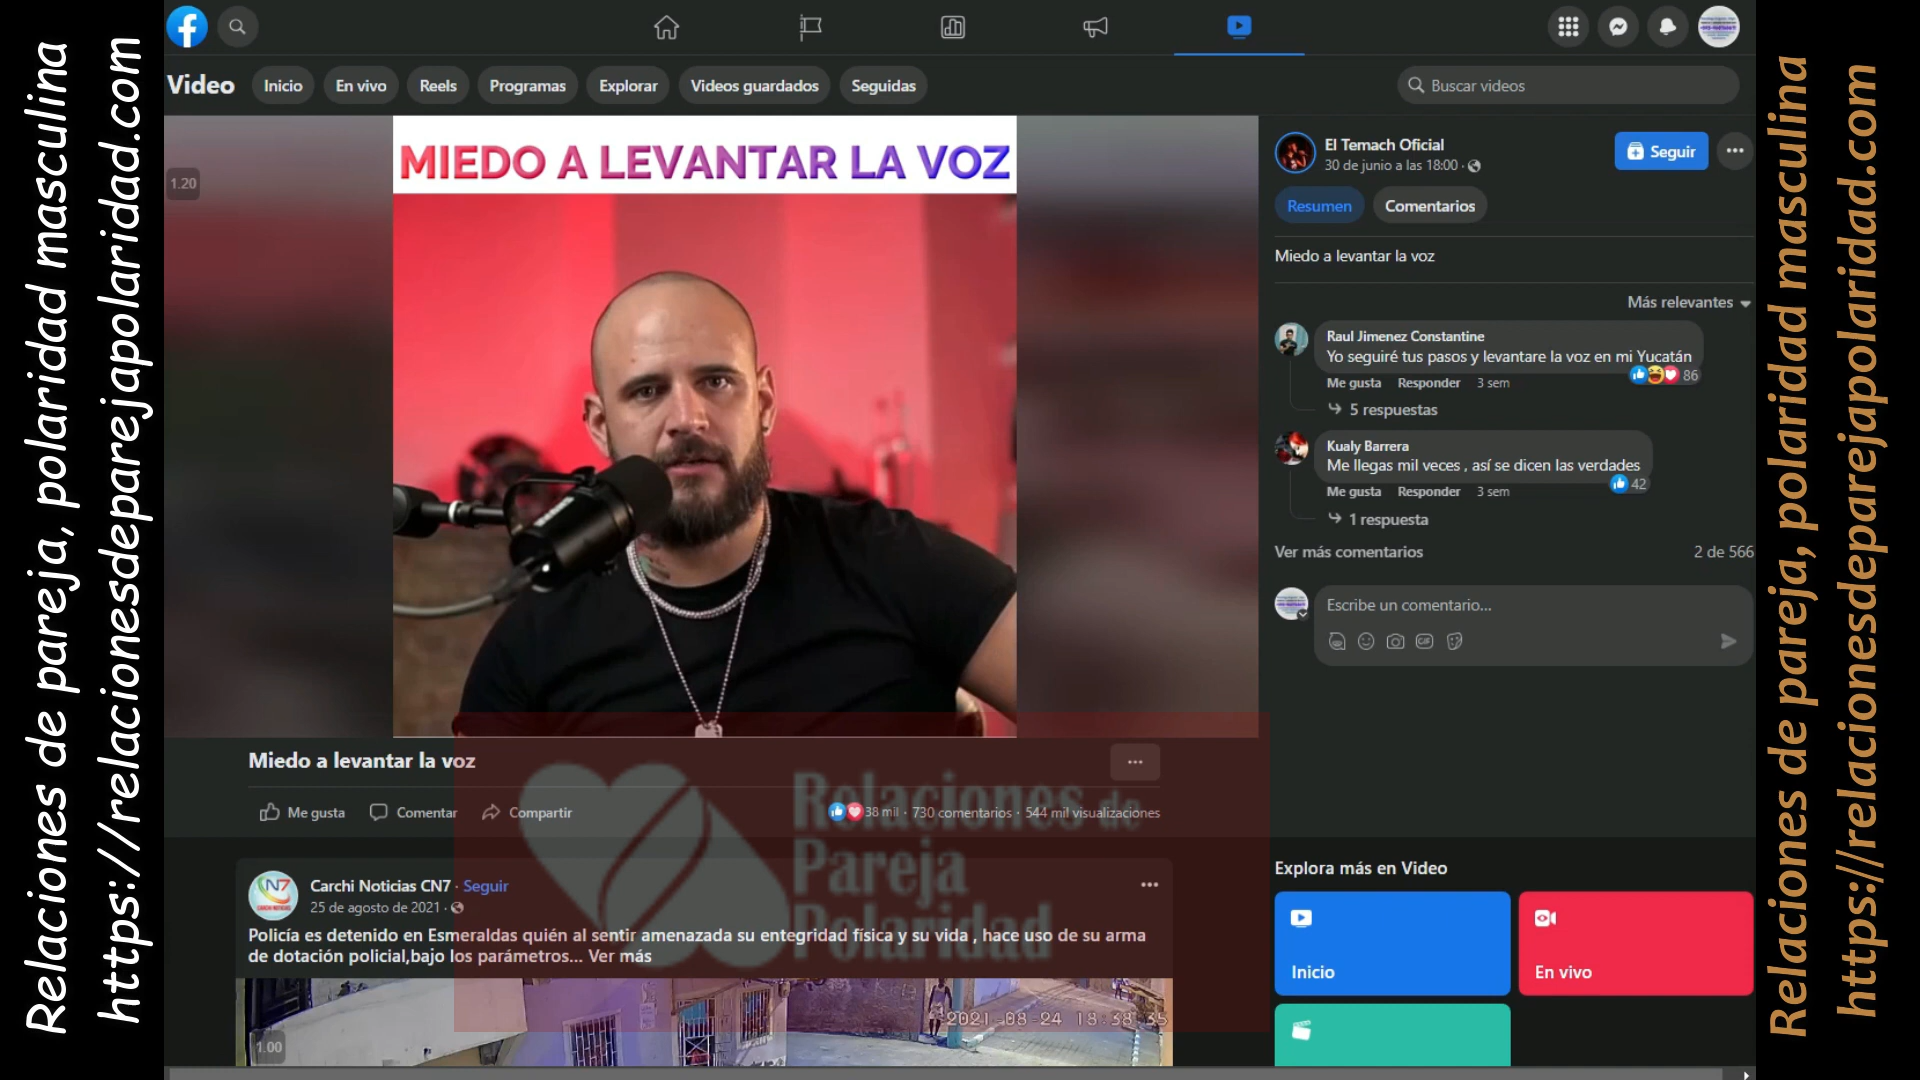 Relaciones de pareja, polaridad masculina
https://relacionesdeparejapolaridad.com
Video
Inicio
En vivo
Reels
Programas
Explorar
Videos guardados
Seguidas
Buscar videos
1.20
MIEDO A LEVANTAR LA VOZ
El Temach Oficial
30 de junio a las 18:00 ·
Seguir
Resumen
Comentarios
Miedo a levantar la voz
Más relevantes
Raul Jimenez Constantine
Yo seguiré tus pasos y levantare la voz en mi Yucatán
86
Me gusta Responder 3 sem
5 respuestas
Kualy Barrera
Me llegas mil veces , así se dicen las verdades
42
Me gusta Responder 3 sem
1 respuesta
Ver más comentarios 2 de 566
Escribe un comentario...
GIF
Miedo a levantar la voz
Me gusta
Comentar
Compartir
38 mil · 730 comentarios · 544 mil visualizaciones
Relaciones de
Pareja
Polaridad
CN7
CARCHI NOTICIAS
Carchi Noticias CN7 · Seguir
25 de agosto de 2021 ·
Policía es detenido en Esmeraldas quién al sentir amenazada su entegridad física y su vida , hace uso de su arma
de dotación policial,bajo los parámetros... Ver más
2021-08-24 18:38:35
1.00
Explora más en Video
Inicio
En vivo
Relaciones de pareja, polaridad masculina
https://relacionesdeparejapolaridad.com